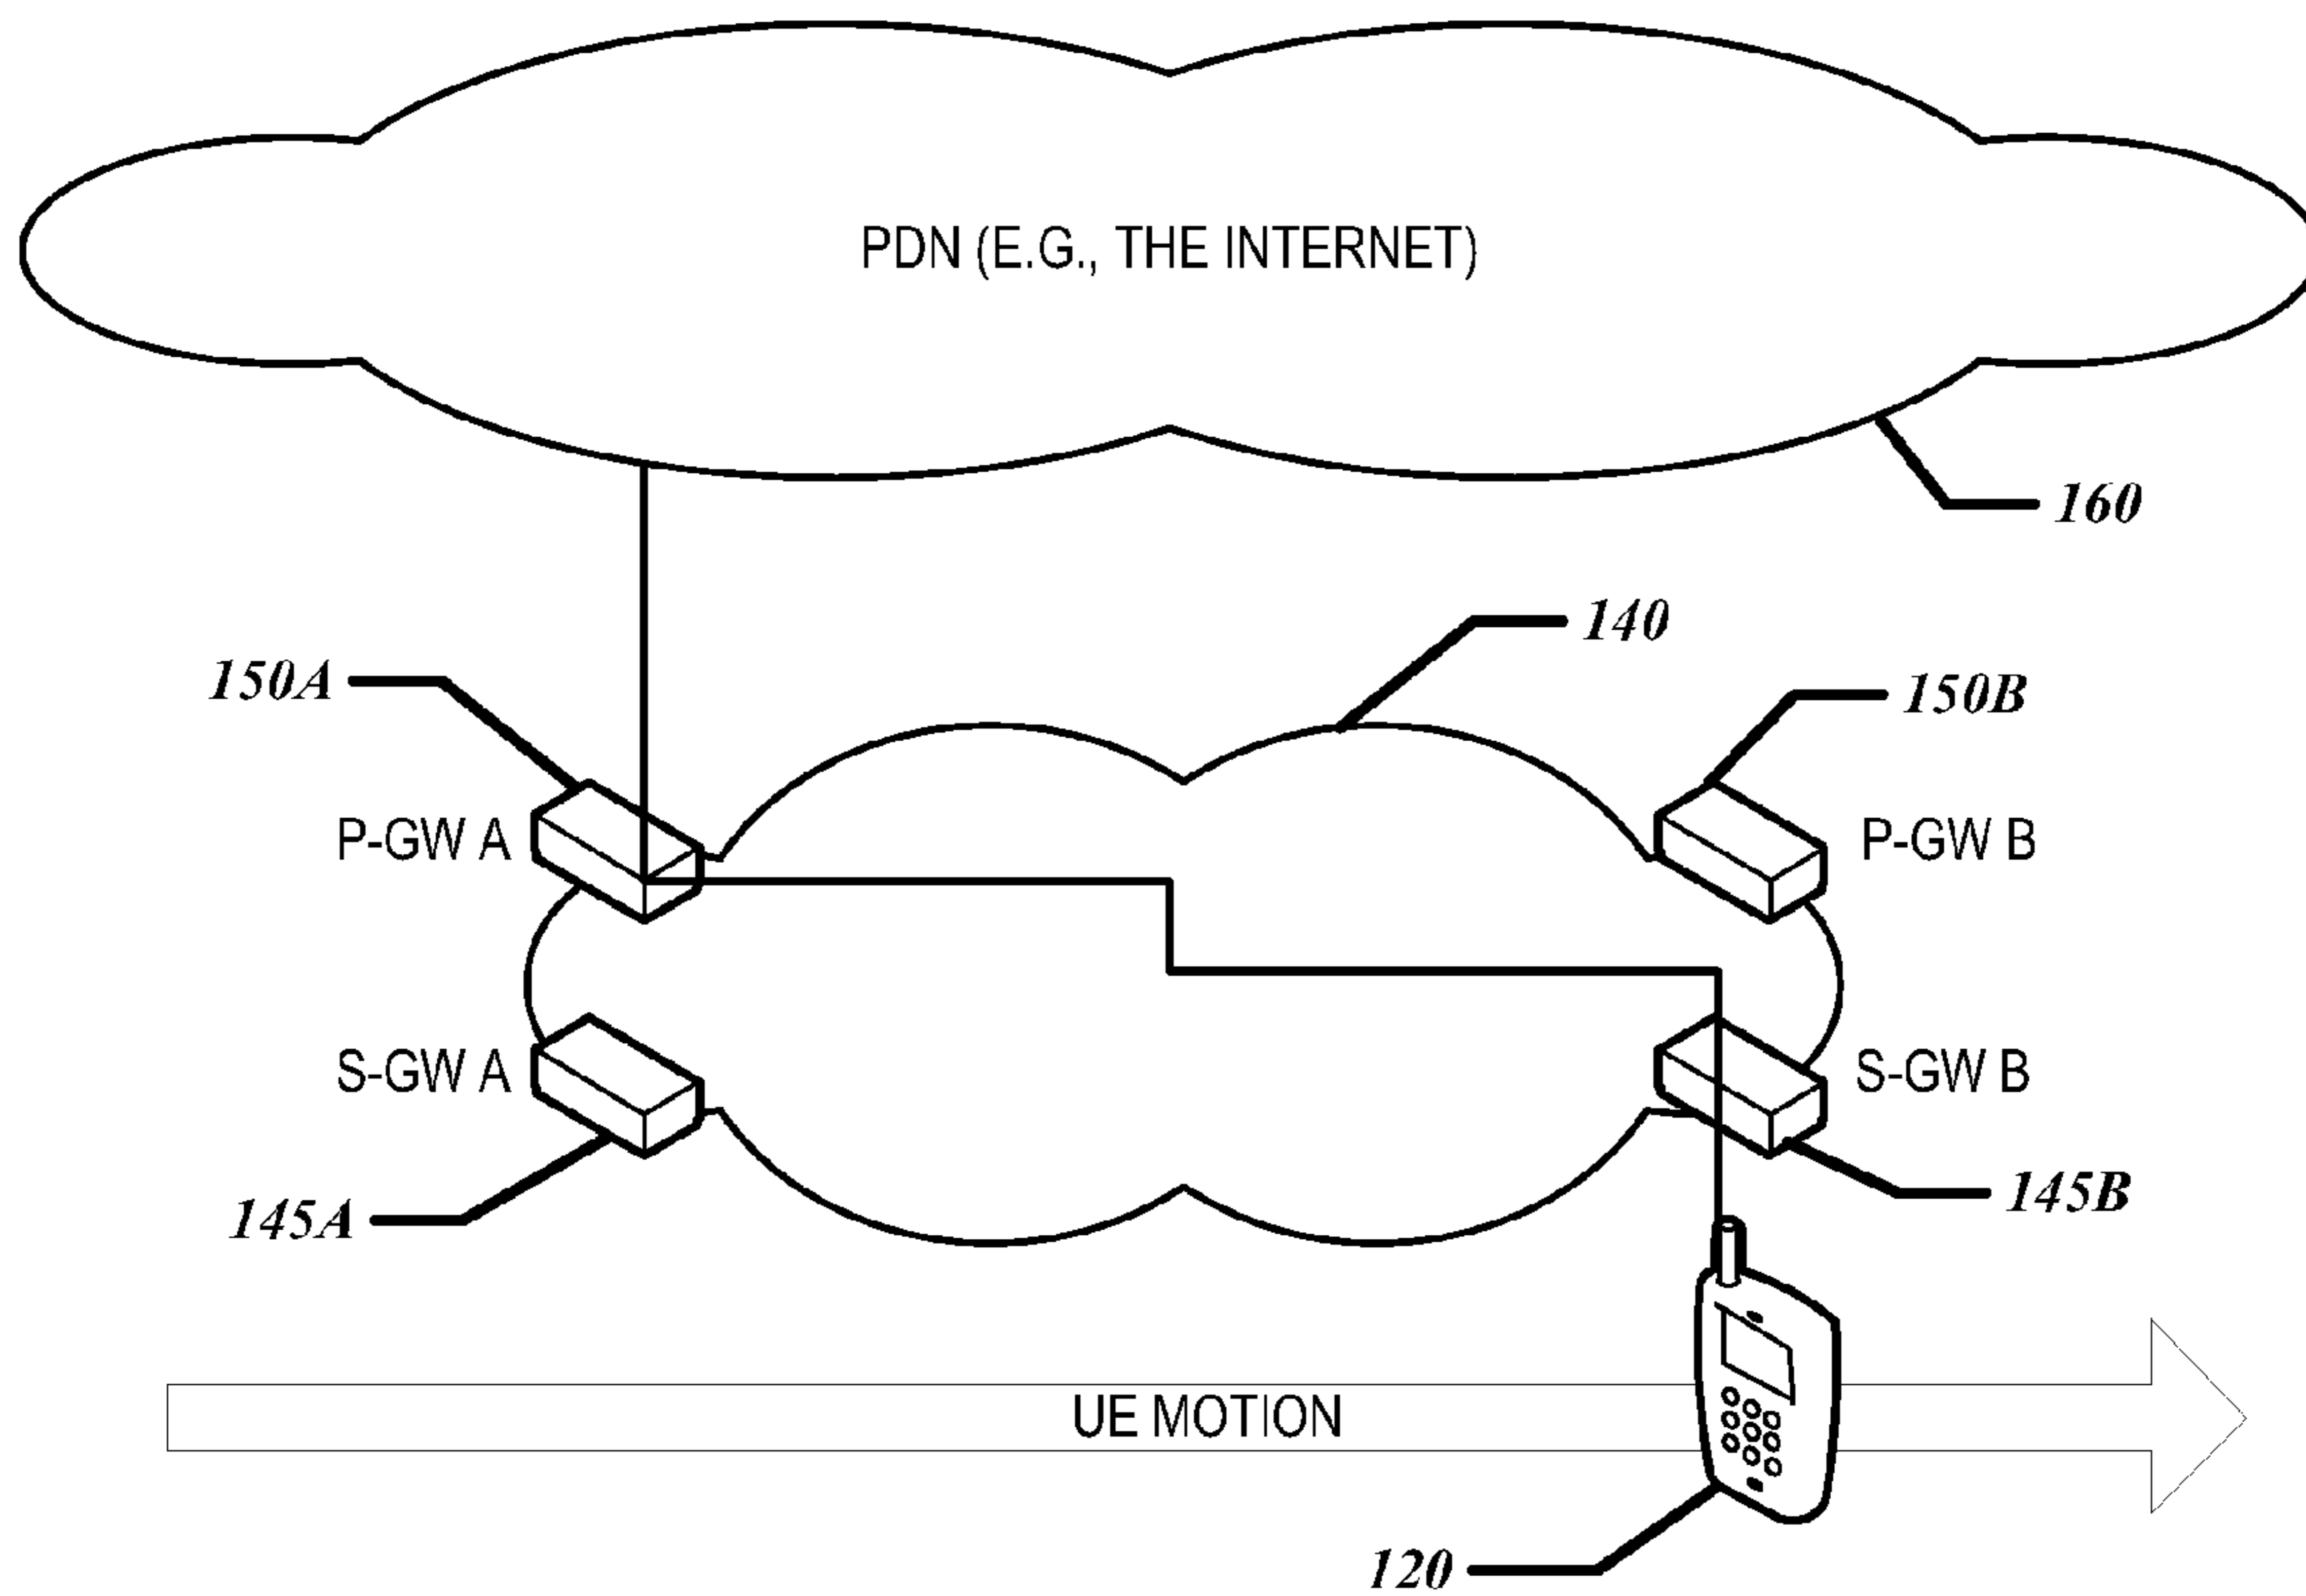 PDN (E.G., THE INTERNET)
160
140
150A
150B
P-GW A
P-GW B
S-GW A
S-GW B
145A
145B
UE MOTION
120